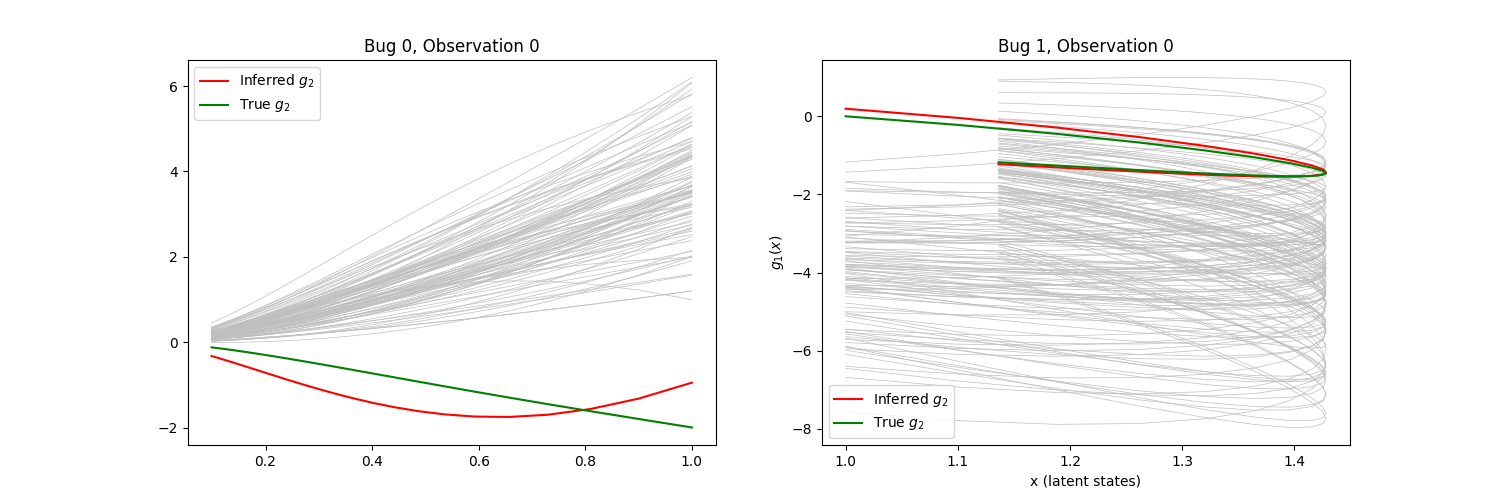 Bug 0, Observation 0
Inferred g₂
True g₂
6
4
2
0
−2
0.2 0.4 0.6 0.8 1.0
Bug 1, Observation 0
g₁(x)
0
−2
−4
−6
−8
Inferred g₂
True g₂
1.0 1.1 1.2 1.3 1.4
x (latent states)